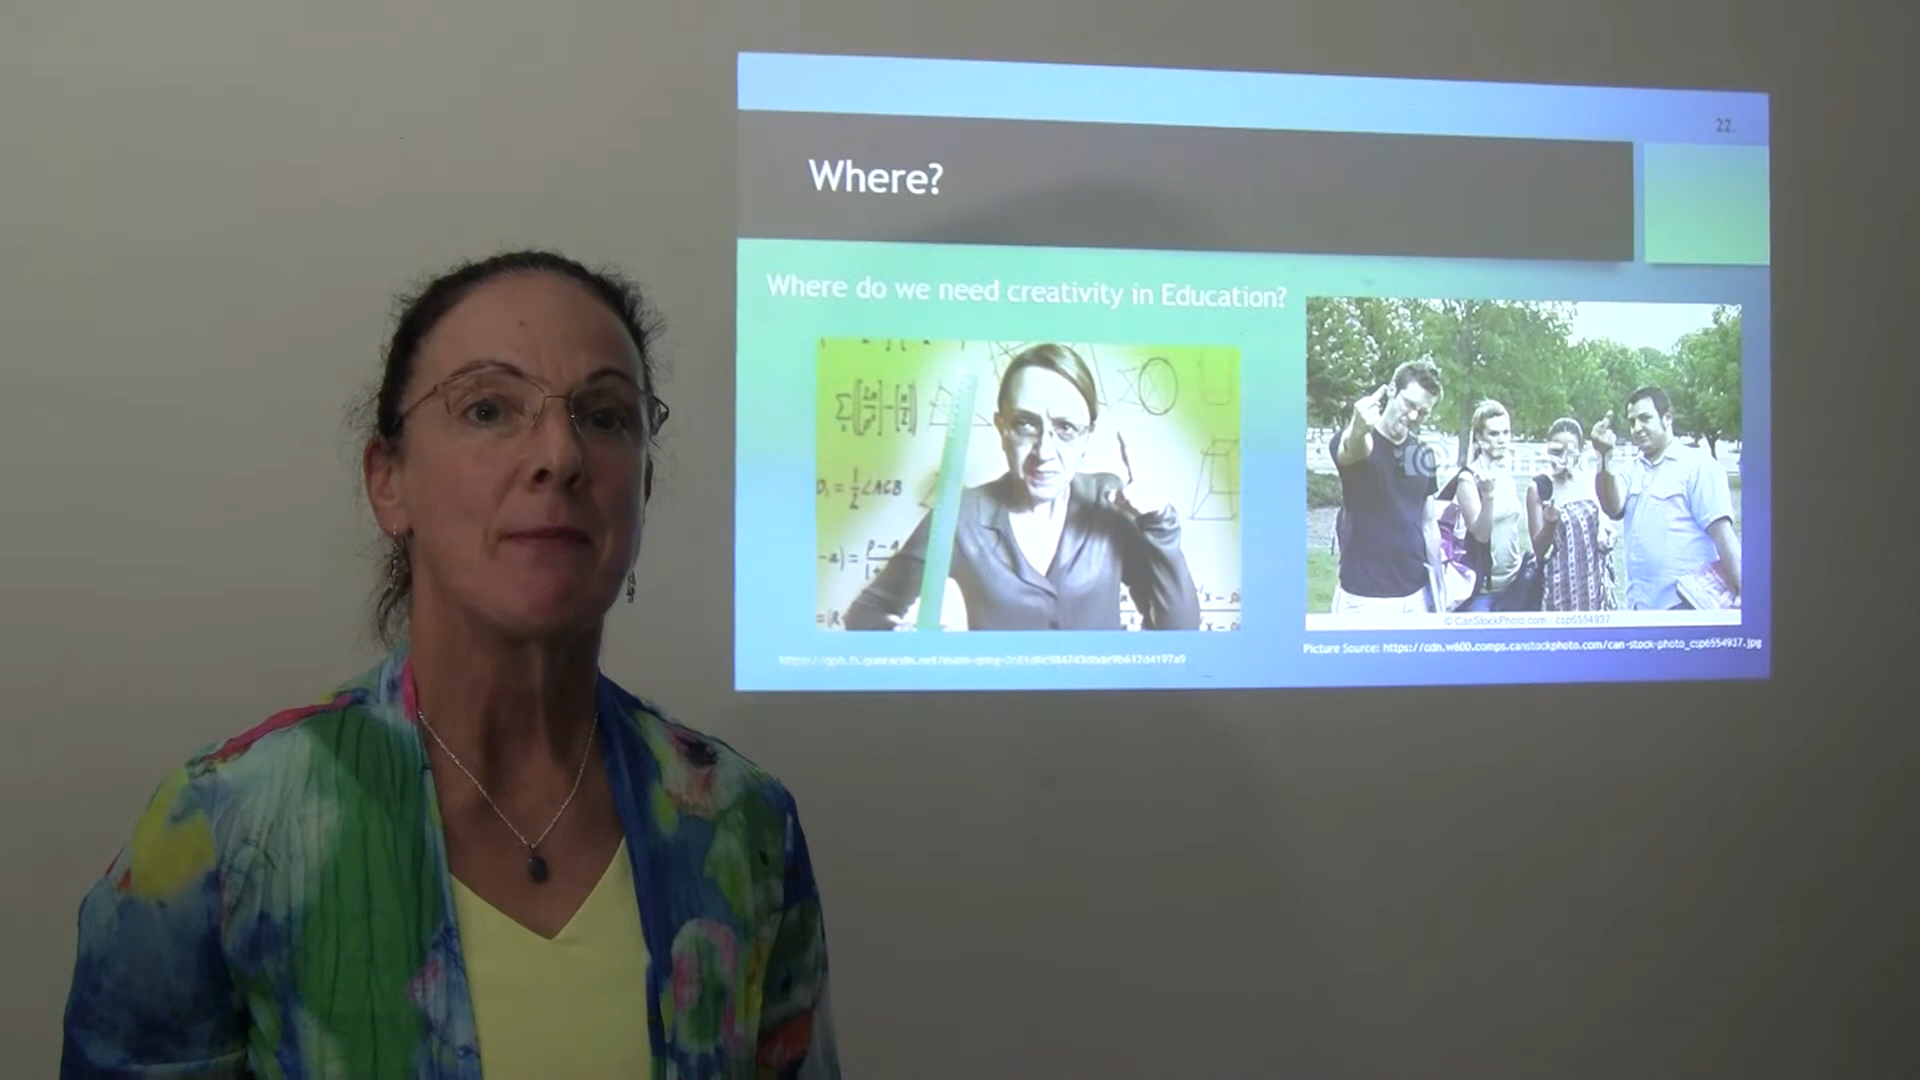 22
Where?
Where do we need creativity in Education?
© CanStockPhoto.com - csp6554937
Picture Source: https://cdn.w600.comps.canstockphoto.com/can-stock-photo_csp6554937.jpg